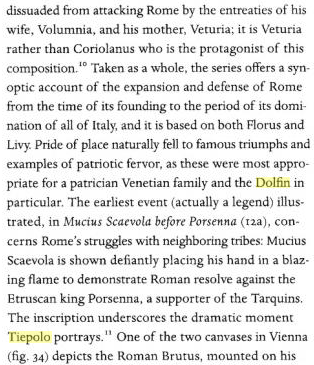 dissuaded from attacking Rome by the entreaties of his
wife, Volumnia, and his mother, Veturia; it is Veturia
rather than Coriolanus who is the protagonist of this
composition.¹⁰ Taken as a whole, the series offers a syn-
optic account of the expansion and defense of Rome
from the time of its founding to the period of its domi-
nation of all of Italy, and it is based on both Florus and
Livy. Pride of place naturally fell to famous triumphs and
examples of patriotic fervor, as these were most appro-
priate for a patrician Venetian family and the Dolfin in
particular. The earliest event (actually a legend) illus-
trated, in Mucius Scaevola before Porsenna (12a), con-
cerns Rome's struggles with neighboring tribes: Mucius
Scaevola is shown defiantly placing his hand in a blaz-
ing flame to demonstrate Roman resolve against the
Etruscan king Porsenna, a supporter of the Tarquins.
The inscription underscores the dramatic moment
Tiepolo portrays.¹¹ One of the two canvases in Vienna
(fig. 34) depicts the Roman Brutus, mounted on his